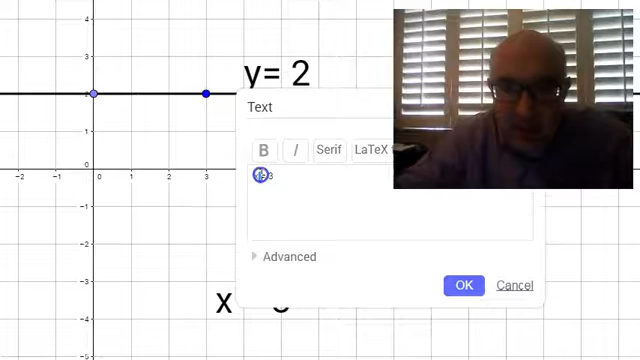 4
3
y= 2
2
Text
1
B I Serif LaTeX
0
-2 -1 0 1 2 3
=3
-1
-2
Advanced
-3
OK Cancel
x
-4
-5